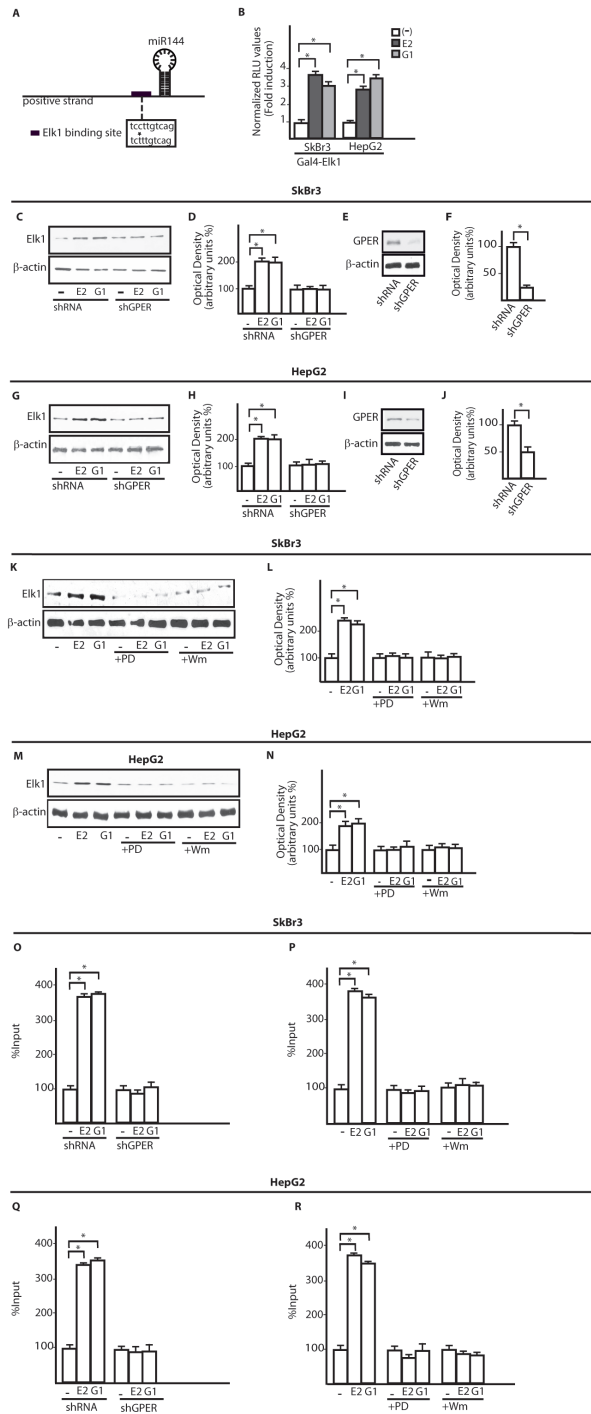 A
miR144
positive strand
tccttgtcag
tctttgtcag
Elk1 binding site
B
Normalized RLU values
(Fold induction)
4
3
2
1
(-)
E2
G1
*
*
*
*
SkBr3 HepG2
Gal4-Elk1
SkBr3
C
Elk1
β-actin
- E2 G1 - E2 G1
shRNA shGPER
D
Optical Density
(arbitrary units %)
200
100
*
*
- E2 G1 - E2 G1
shRNA shGPER
E
GPER
β-actin
shRNA
shGPER
F
Optical Density
(arbitrary units%)
100
50
*
shRNA
shGPER
HepG2
G
Elk1
β-actin
- E2 G1 - E2 G1
shRNA shGPER
H
Optical Density
(arbitrary units %)
200
100
*
*
- E2 G1 - E2 G1
shRNA shGPER
I
GPER
β-actin
shRNA
shGPER
J
Optical Density
(arbitrary units%)
100
50
*
shRNA
shGPER
SkBr3
K
Elk1
β-actin
- E2 G1 - E2 G1 - E2 G1
+PD +Wm
L
Optical Density
(arbitrary units %)
200
100
*
*
- E2G1 - E2 G1 - E2 G1
+PD +Wm
HepG2
M
HepG2
Elk1
β-actin
- E2 G1 - E2 G1 - E2 G1
+PD +Wm
N
Optical Density
(arbitrary units %)
200
100
*
*
- E2G1 - E2 G1 - E2 G1
+PD +Wm
SkBr3
O
%Input
400
300
200
100
*
*
- E2 G1 - E2 G1
shRNA shGPER
P
%Input
400
300
200
100
*
*
- E2 G1 - E2 G1 - E2 G1
+PD +Wm
HepG2
Q
%Input
400
300
200
100
*
*
- E2 G1 - E2 G1
shRNA shGPER
R
%Input
400
300
200
100
*
*
- E2 G1 - E2 G1 - E2 G1
+PD +Wm